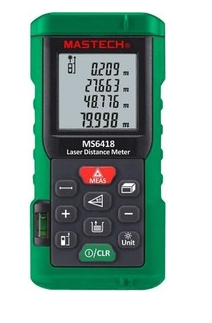 MASTECH®
0.209 m
27.663 m
48.776 m
79.998 m
MS6418
Laser Distance Meter
MEAS
+
−
Unit
/CLR